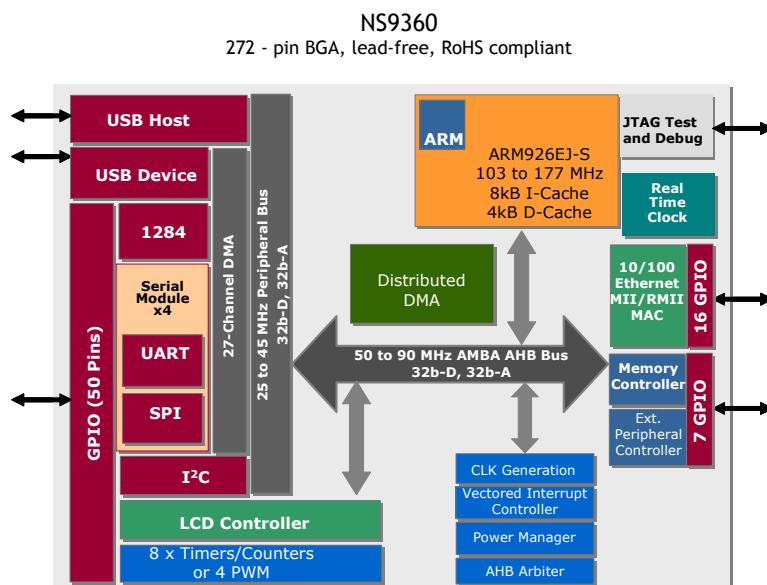 NS9360
272 - pin BGA, lead-free, RoHS compliant
USB Host
USB Device
1284
Serial
Module
x4
UART
SPI
I²C
GPIO (50 Pins)
27-Channel DMA
25 to 45 MHz Peripheral Bus
32b-D, 32b-A
LCD Controller
8 x Timers/Counters
or 4 PWM
ARM
ARM926EJ-S
103 to 177 MHz
8kB I-Cache
4kB D-Cache
JTAG Test
and Debug
Real
Time
Clock
Distributed
DMA
10/100
Ethernet
MII/RMII
MAC
16 GPIO
50 to 90 MHz AMBA AHB Bus
32b-D, 32b-A
Memory
Controller
Ext.
Peripheral
Controller
7 GPIO
CLK Generation
Vectored Interrupt
Controller
Power Manager
AHB Arbiter